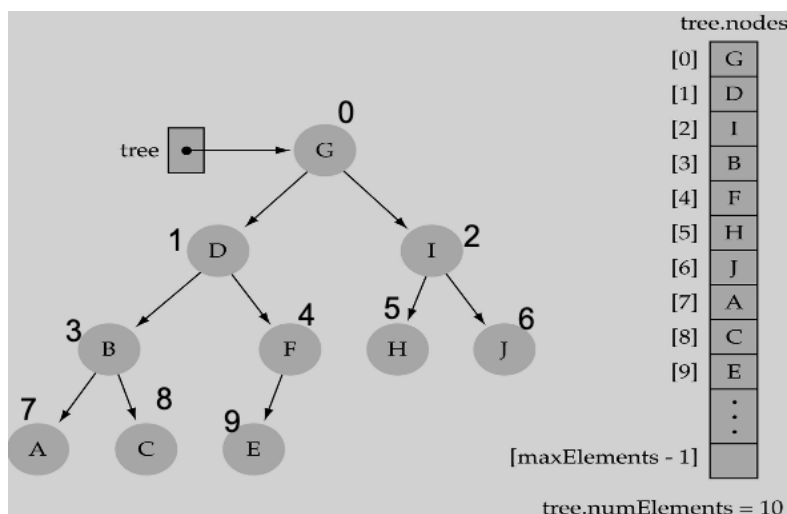 tree.nodes
[0] G
[1] D
[2] I
[3] B
[4] F
[5] H
[6] J
[7] A
[8] C
[9] E
[maxElements - 1]
tree.numElements = 10
0
tree G
1 D I 2
3 B 4 F 5 H 6 J
7 A 8 C 9 E